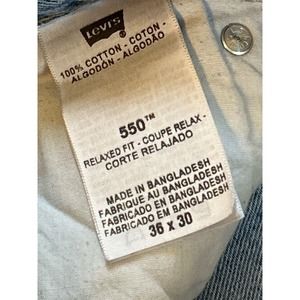 LEVI'S
100% COTTON - COTON -
ALGODÓN - ALGODÃO
550™
RELAXED FIT - COUPE RELAX -
CORTE RELAJADO
MADE IN BANGLADESH
FABRIQUE AU BANGLADESH
FABRICADO EN BANGLADESH
FABRICADO EM BANGLADESH
36 X 30